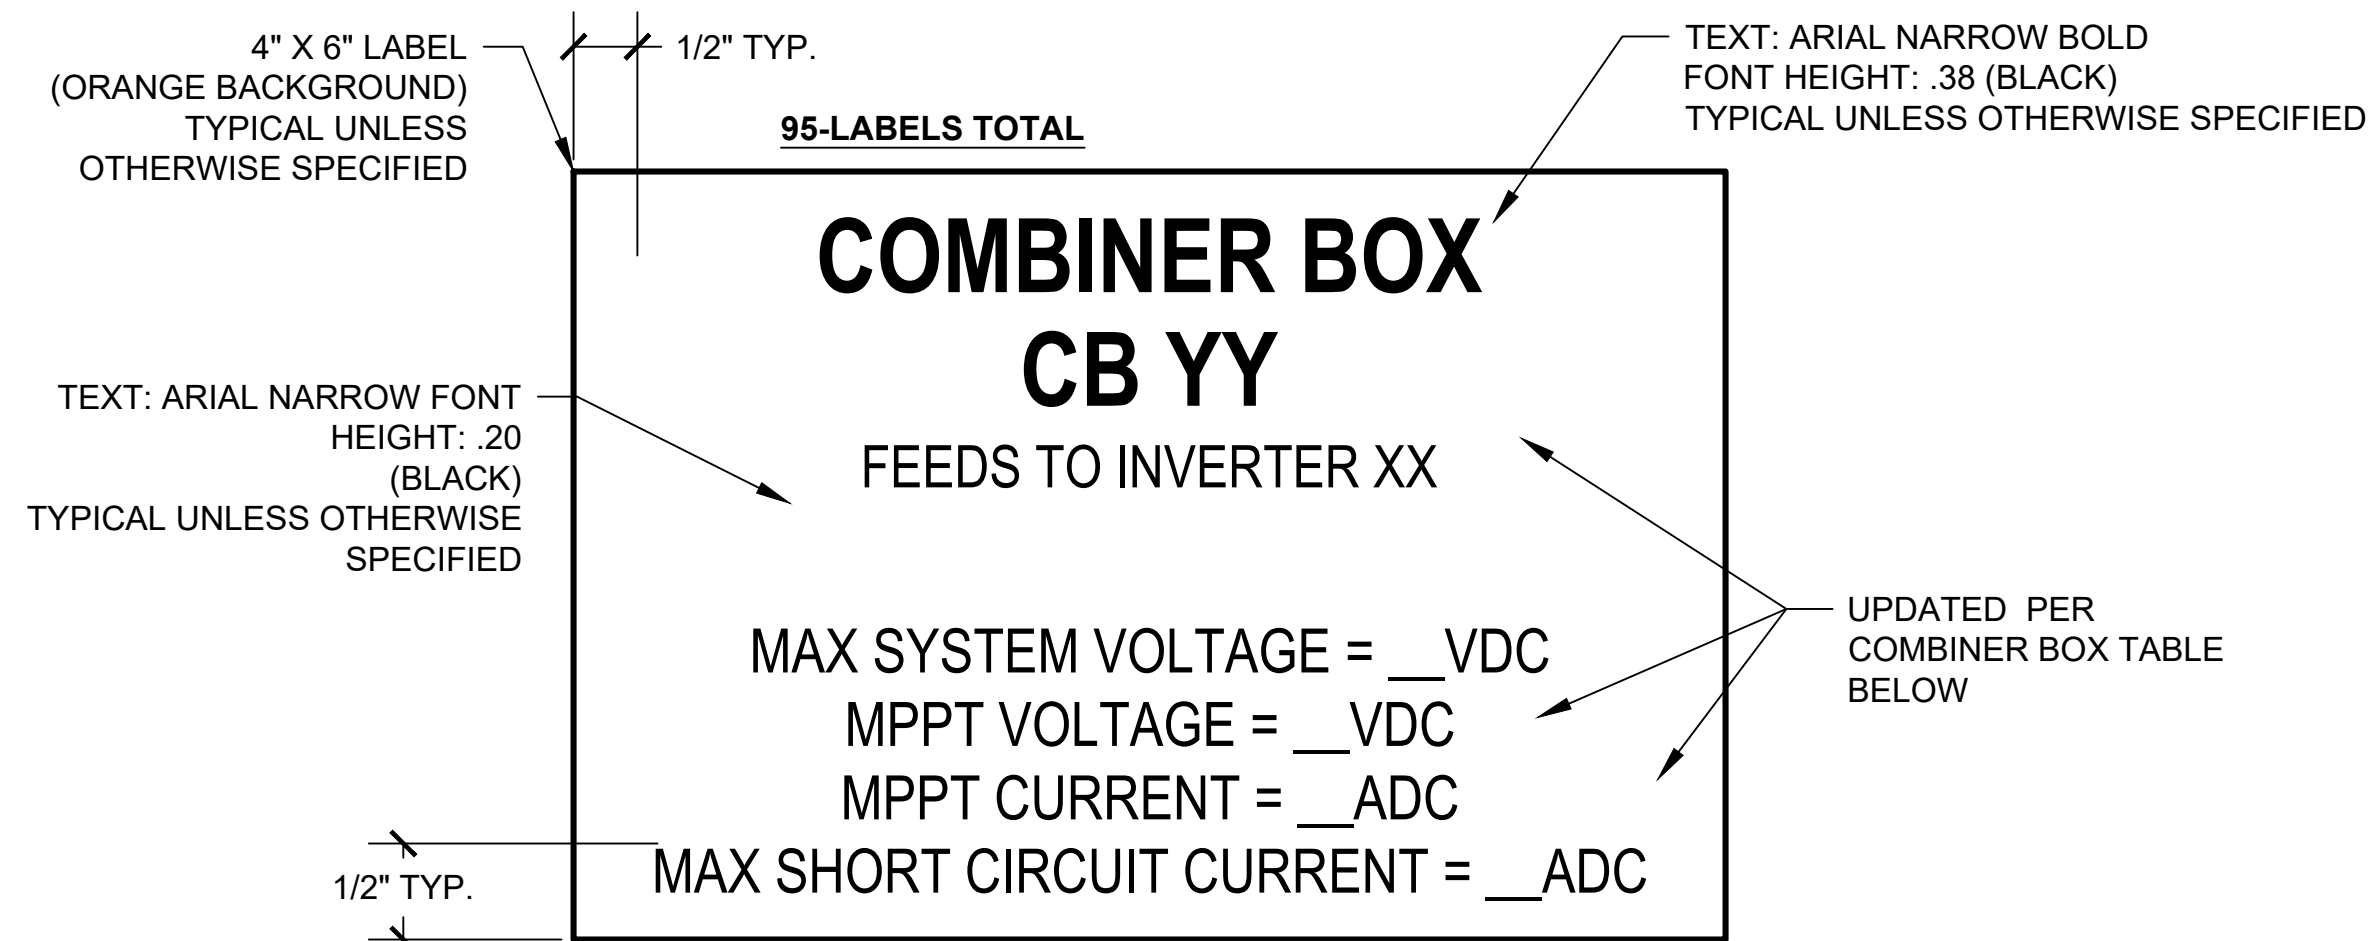 4" X 6" LABEL
(ORANGE BACKGROUND)
TYPICAL UNLESS
OTHERWISE SPECIFIED
1/2" TYP.
95-LABELS TOTAL
TEXT: ARIAL NARROW BOLD
FONT HEIGHT: .38 (BLACK)
TYPICAL UNLESS OTHERWISE SPECIFIED
COMBINER BOX
CB YY
FEEDS TO INVERTER XX
TEXT: ARIAL NARROW FONT
HEIGHT: .20
(BLACK)
TYPICAL UNLESS OTHERWISE
SPECIFIED
MAX SYSTEM VOLTAGE = __VDC
MPPT VOLTAGE = __VDC
MPPT CURRENT = __ADC
MAX SHORT CIRCUIT CURRENT = __ADC
UPDATED  PER
COMBINER BOX TABLE
BELOW
1/2" TYP.